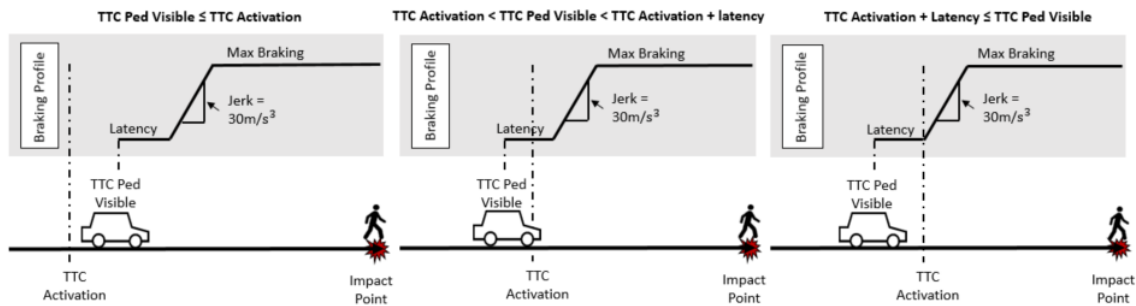 TTC Ped Visible ≤ TTC Activation
Braking Profile
Max Braking
Jerk =
30m/s³
Latency
TTC Ped
Visible
TTC
Activation
Impact
Point
TTC Activation < TTC Ped Visible < TTC Activation + latency
Braking Profile
Max Braking
Jerk =
30m/s³
Latency
TTC Ped
Visible
TTC
Activation
Impact
Point
TTC Activation + Latency ≤ TTC Ped Visible
Braking Profile
Max Braking
Jerk =
30m/s³
Latency
TTC Ped
Visible
TTC
Activation
Impact
Point